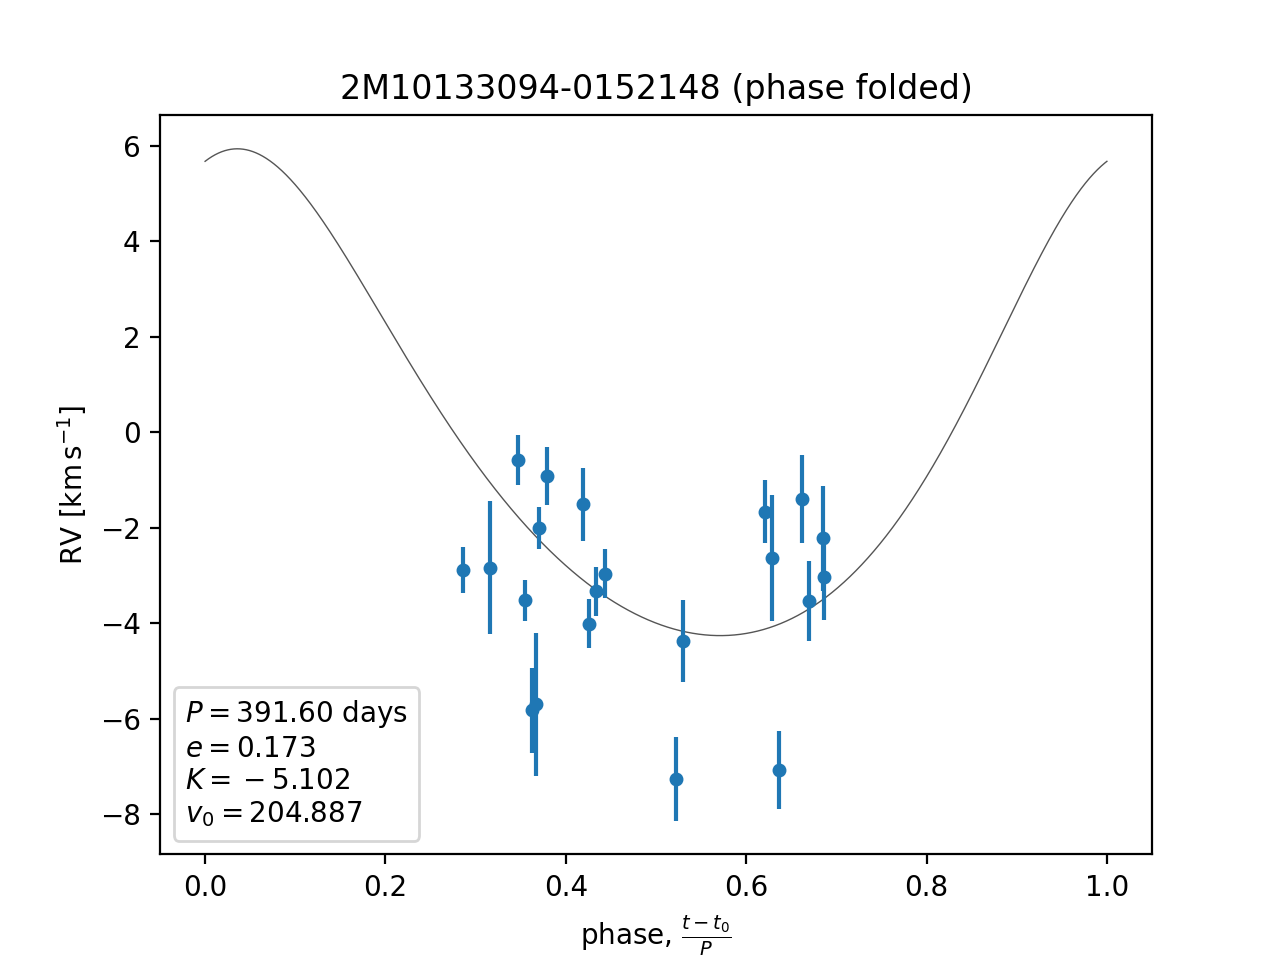 2M10133094-0152148 (phase folded)
6
4
2
0
−2
−4
−6
−8
RV [km s⁻¹]
P = 391.60 days
e = 0.173
K = −5.102
v₀ = 204.887
0.0 0.2 0.4 0.6 0.8 1.0
phase, (t − t₀)/P